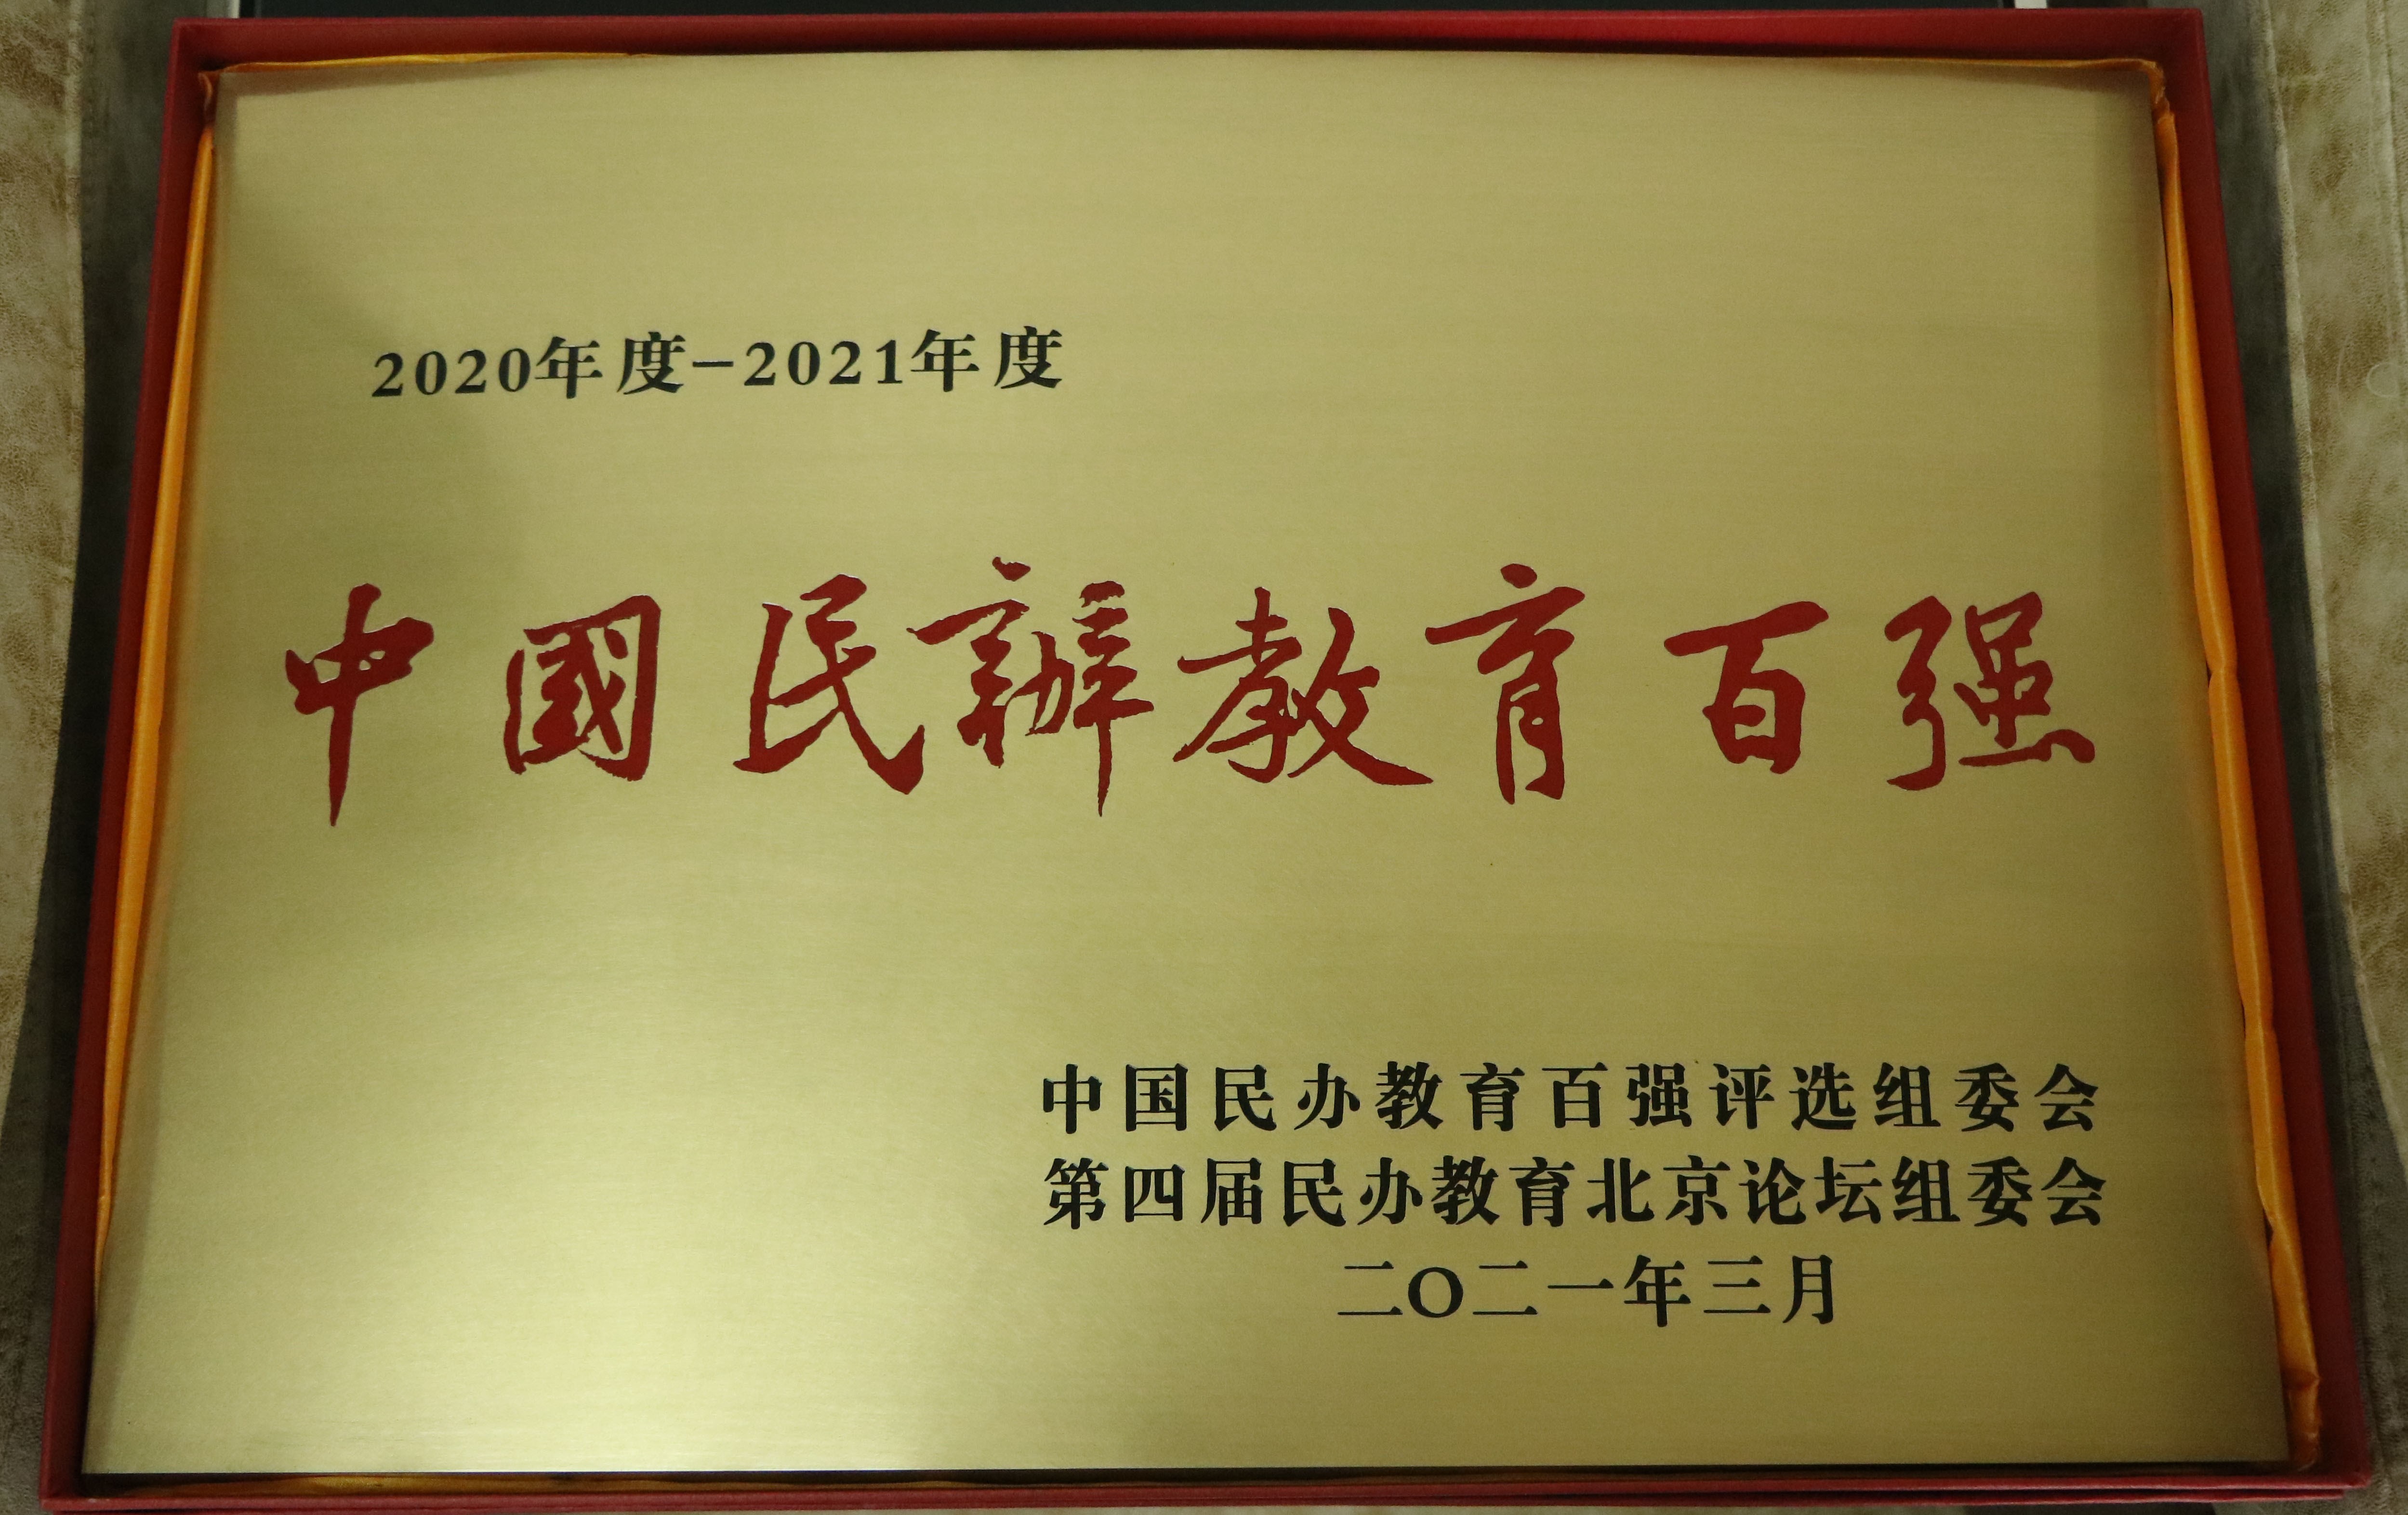 2020年度-2021年度
中國民辦教育百强
中国民办教育百强评选组委会
第四届民办教育北京论坛组委会
二〇二一年三月